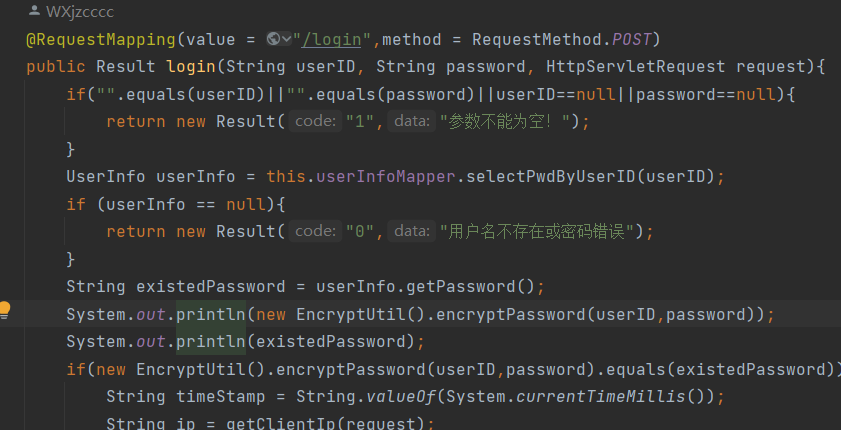 WXjzcccc
@RequestMapping(value = "/login",method = RequestMethod.POST)
public Result login(String userID, String password, HttpServletRequest request){
if("".equals(userID)||"".equals(password)||userID==null||password==null){
return new Result( code: "1", data: "参数不能为空！");
}
UserInfo userInfo = this.userInfoMapper.selectPwdByUserID(userID);
if (userInfo == null){
return new Result( code: "0", data: "用户名不存在或密码错误");
}
String existedPassword = userInfo.getPassword();
System.out.println(new EncryptUtil().encryptPassword(userID,password));
System.out.println(existedPassword);
if(new EncryptUtil().encryptPassword(userID,password).equals(existedPassword))
String timeStamp = String.valueOf(System.currentTimeMillis());
String ip = getClientIp(request);